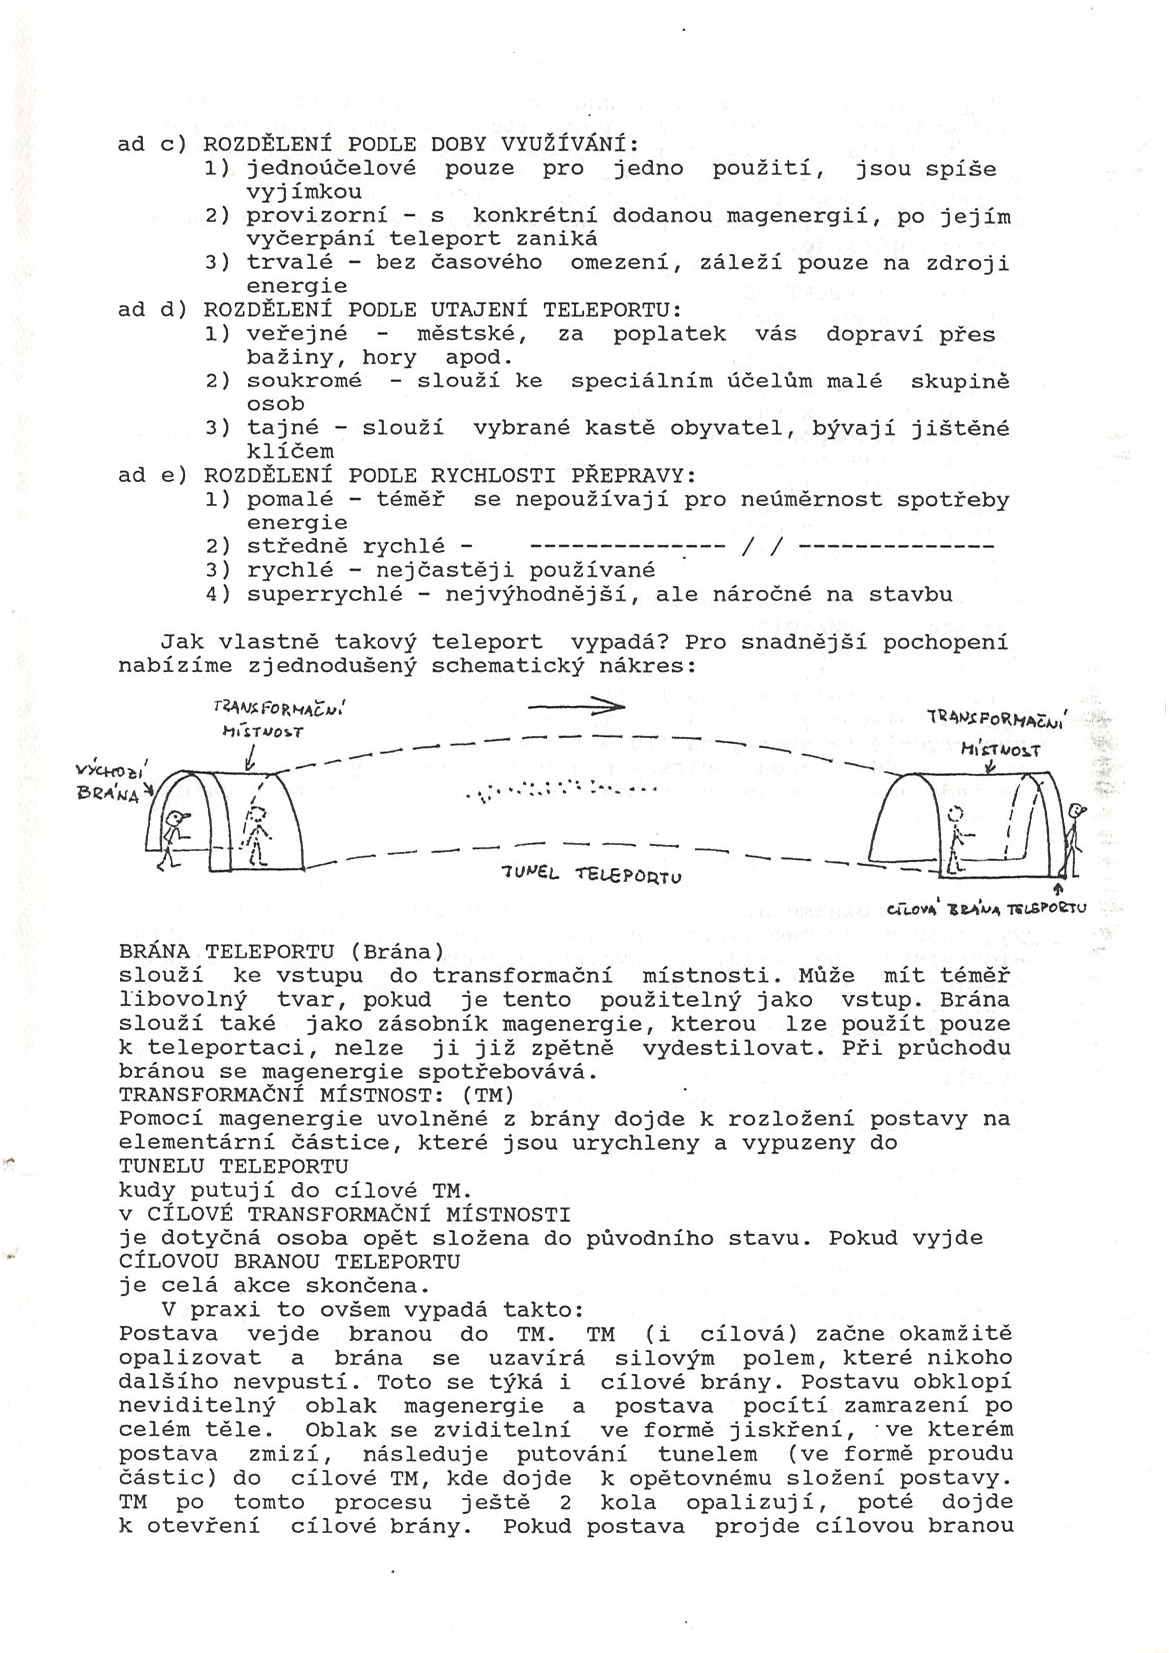 ad c) ROZDĚLENÍ PODLE DOBY VYUŽÍVÁNÍ:
1) jednoúčelové pouze pro jedno použití, jsou spíše
vyjímkou
2) provizorní - s konkrétní dodanou magenergií, po jejím
vyčerpání teleport zaniká
3) trvalé - bez časového omezení, záleží pouze na zdroji
energie
ad d) ROZDĚLENÍ PODLE UTAJENÍ TELEPORTU:
1) veřejné - městské, za poplatek vás dopraví přes
bažiny, hory apod.
2) soukromé - slouží ke speciálním účelům malé skupině
osob
3) tajné - slouží vybrané kastě obyvatel, bývají jištěné
klíčem
ad e) ROZDĚLENÍ PODLE RYCHLOSTI PŘEPRAVY:
1) pomalé - téměř se nepoužívají pro neúměrnost spotřeby
energie
2) středně rychlé - -------------- / / --------------
3) rychlé - nejčastěji používané
4) superrychlé - nejvýhodnější, ale náročné na stavbu
Jak vlastně takový teleport vypadá? Pro snadnější pochopení
nabízíme zjednodušený schematický nákres:
TRANSFORMAČNÍ
MÍSTNOST
TRANSFORMAČNÍ
MÍSTNOST
VÝCHOZÍ
BRÁNA
TUNEL TELEPORTU
CÍLOVÁ BRÁNA TELEPORTU
BRÁNA TELEPORTU (Brána)
slouží ke vstupu do transformační místnosti. Může mít téměř
libovolný tvar, pokud je tento použitelný jako vstup. Brána
slouží také jako zásobník magenergie, kterou lze použít pouze
k teleportaci, nelze ji již zpětně vydestilovat. Při průchodu
bránou se magenergie spotřebovává.
TRANSFORMAČNÍ MÍSTNOST: (TM)
Pomocí magenergie uvolněné z brány dojde k rozložení postavy na
elementární částice, které jsou urychleny a vypuzeny do
TUNELU TELEPORTU
kudy putují do cílové TM.
v CÍLOVÉ TRANSFORMAČNÍ MÍSTNOSTI
je dotyčná osoba opět složena do původního stavu. Pokud vyjde
CÍLOVOU BRANOU TELEPORTU
je celá akce skončena.
V praxi to ovšem vypadá takto:
Postava vejde branou do TM. TM (i cílová) začne okamžitě
opalizovat a brána se uzavírá silovým polem, které nikoho
dalšího nevpustí. Toto se týká i cílové brány. Postavu obklopí
neviditelný oblak magenergie a postava pocítí zamrazení po
celém těle. Oblak se zviditelní ve formě jiskření, ve kterém
postava zmizí, následuje putování tunelem (ve formě proudu
částic) do cílové TM, kde dojde k opětovnému složení postavy.
TM po tomto procesu ještě 2 kola opalizují, poté dojde
k otevření cílové brány. Pokud postava projde cílovou branou